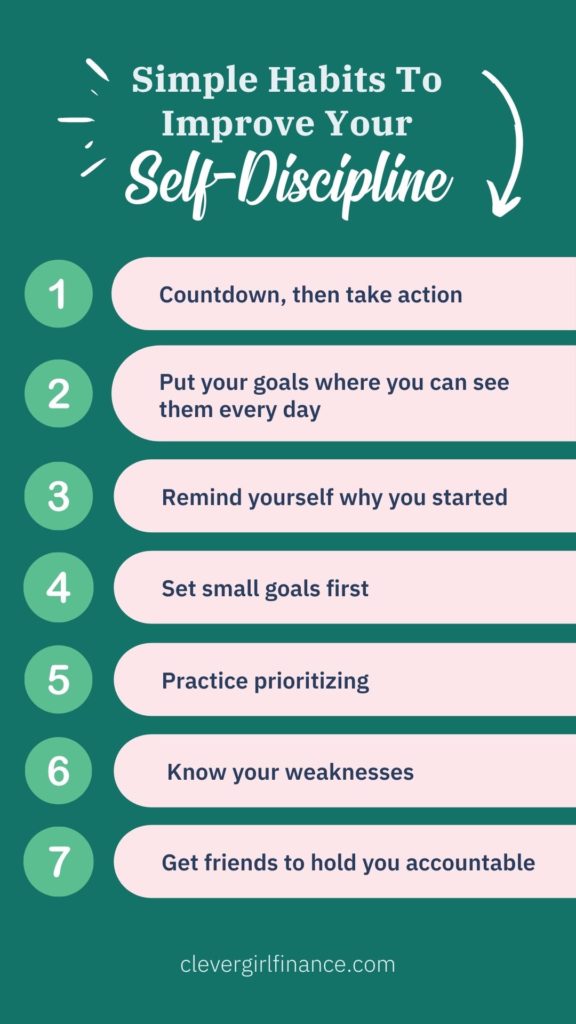 Simple Habits To
Improve Your
Self-Discipline
1
Countdown, then take action
2
Put your goals where you can see
them every day
3
Remind yourself why you started
4
Set small goals first
5
Practice prioritizing
6
Know your weaknesses
7
Get friends to hold you accountable
clevergirlfinance.com